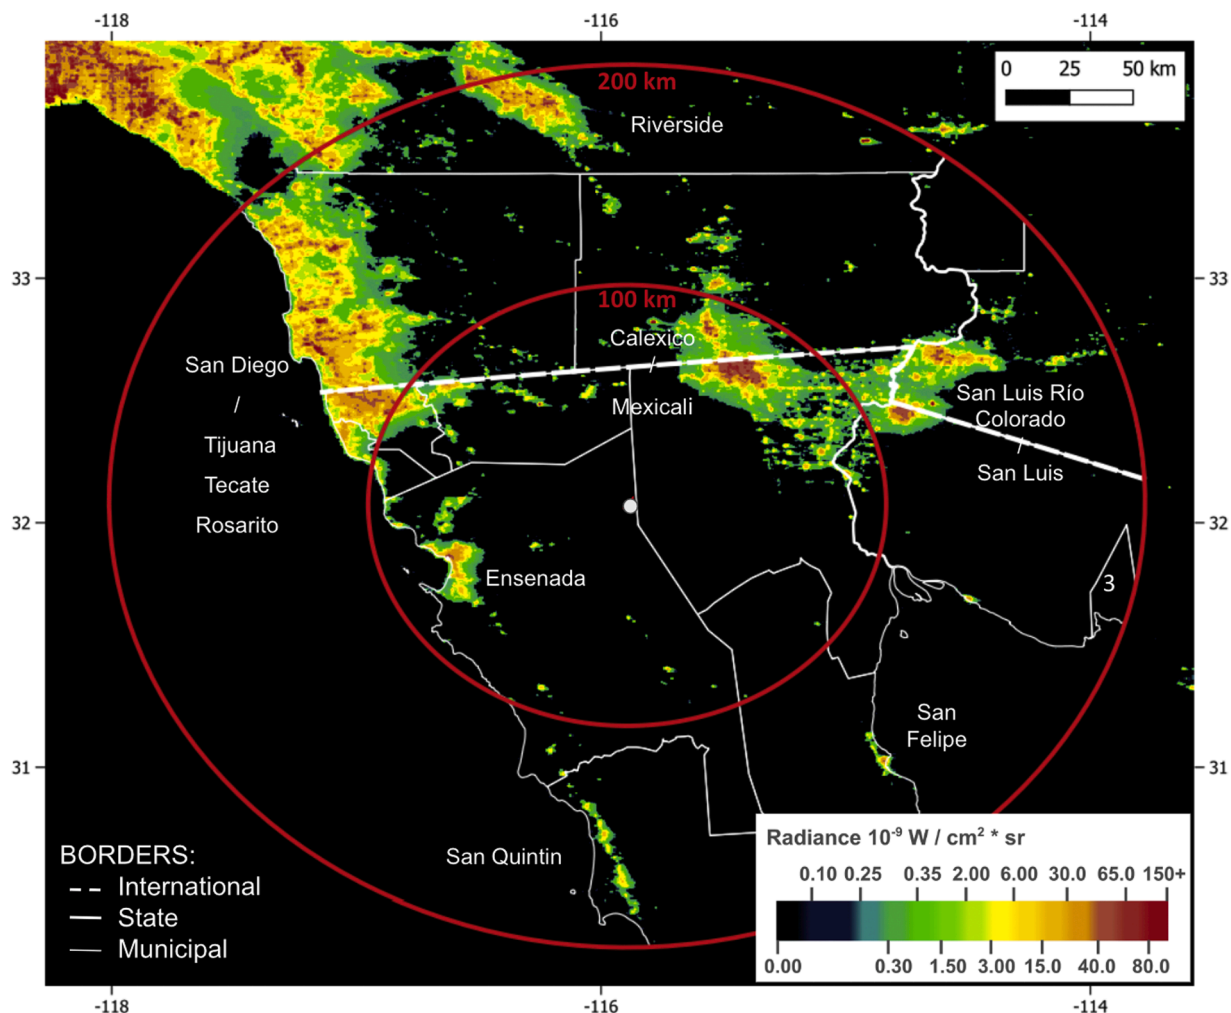 -118 -116 -114
200 km
0 25 50 km
Riverside
33 33
100 km
Calexico
/
San Diego
/
Mexicali
San Luis Río
Colorado
/
San Luis
Tijuana
Tecate
Rosarito
32 32
Ensenada
3
San
Felipe
31 31
San Quintin
BORDERS:
International
State
Municipal
Radiance 10⁻⁹ W / cm² * sr
0.10 0.25 0.35 2.00 6.00 30.0 65.0 150+
0.00 0.30 1.50 3.00 15.0 40.0 80.0
-118 -116 -114